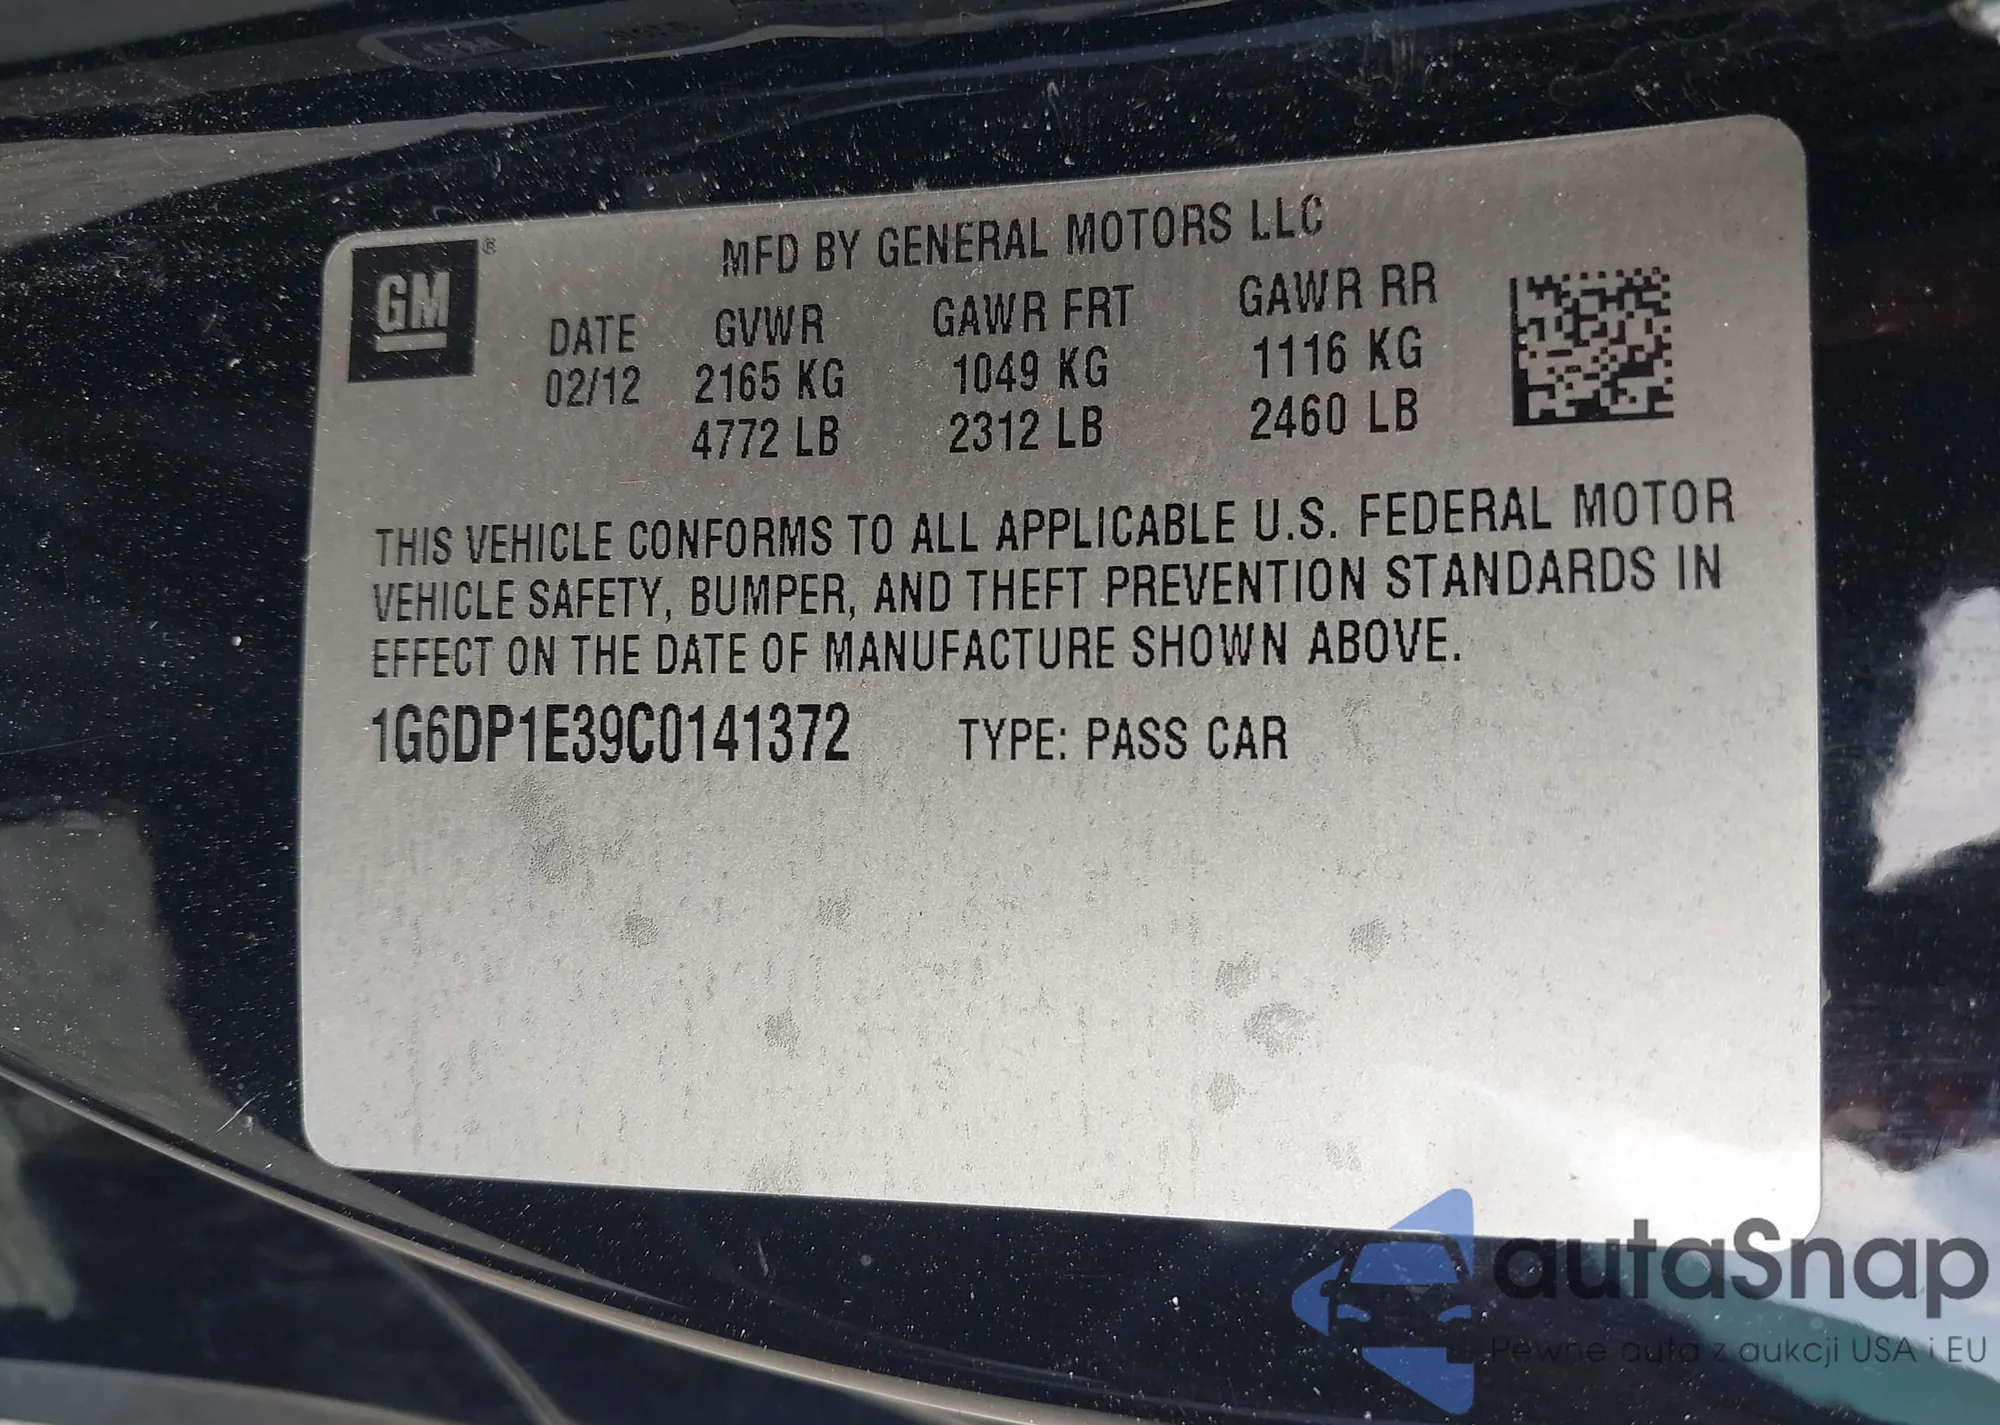 GM ®
MFD BY GENERAL MOTORS LLC
DATE GVWR GAWR FRT GAWR RR
02/12 2165 KG 1049 KG 1116 KG
4772 LB 2312 LB 2460 LB
THIS VEHICLE CONFORMS TO ALL APPLICABLE U.S. FEDERAL MOTOR
VEHICLE SAFETY, BUMPER, AND THEFT PREVENTION STANDARDS IN
EFFECT ON THE DATE OF MANUFACTURE SHOWN ABOVE.
1G6DP1E39C0141372 TYPE: PASS CAR
autaSnap
Pewne auta z aukcji USA i EU